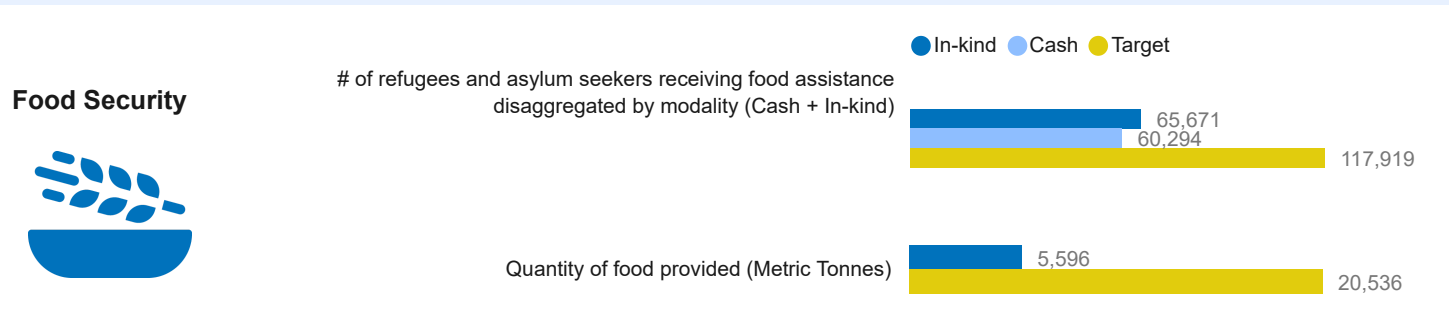 In-kind Cash Target
Food Security
# of refugees and asylum seekers receiving food assistance
disaggregated by modality (Cash + In-kind)
65,671
60,294
117,919
Quantity of food provided (Metric Tonnes)
5,596
20,536